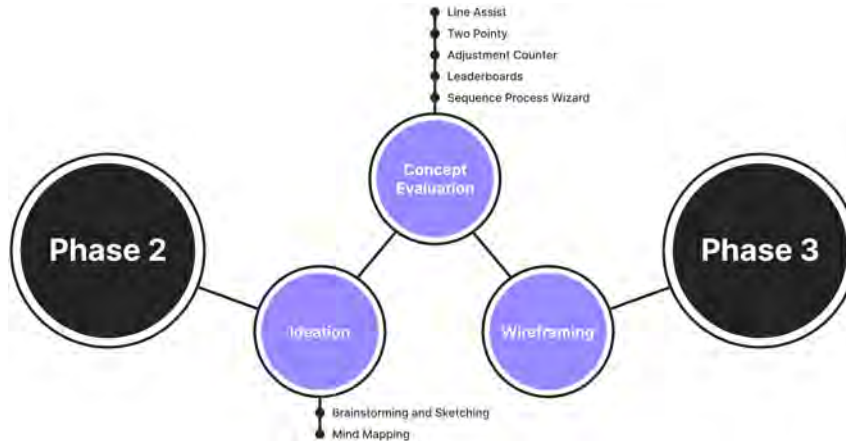 Line Assist
Two Pointy
Adjustment Counter
Leaderboards
Sequence Process Wizard
Concept
Evaluation
Phase 2
Phase 3
Ideation
Wireframing
Brainstorming and Sketching
Mind Mapping